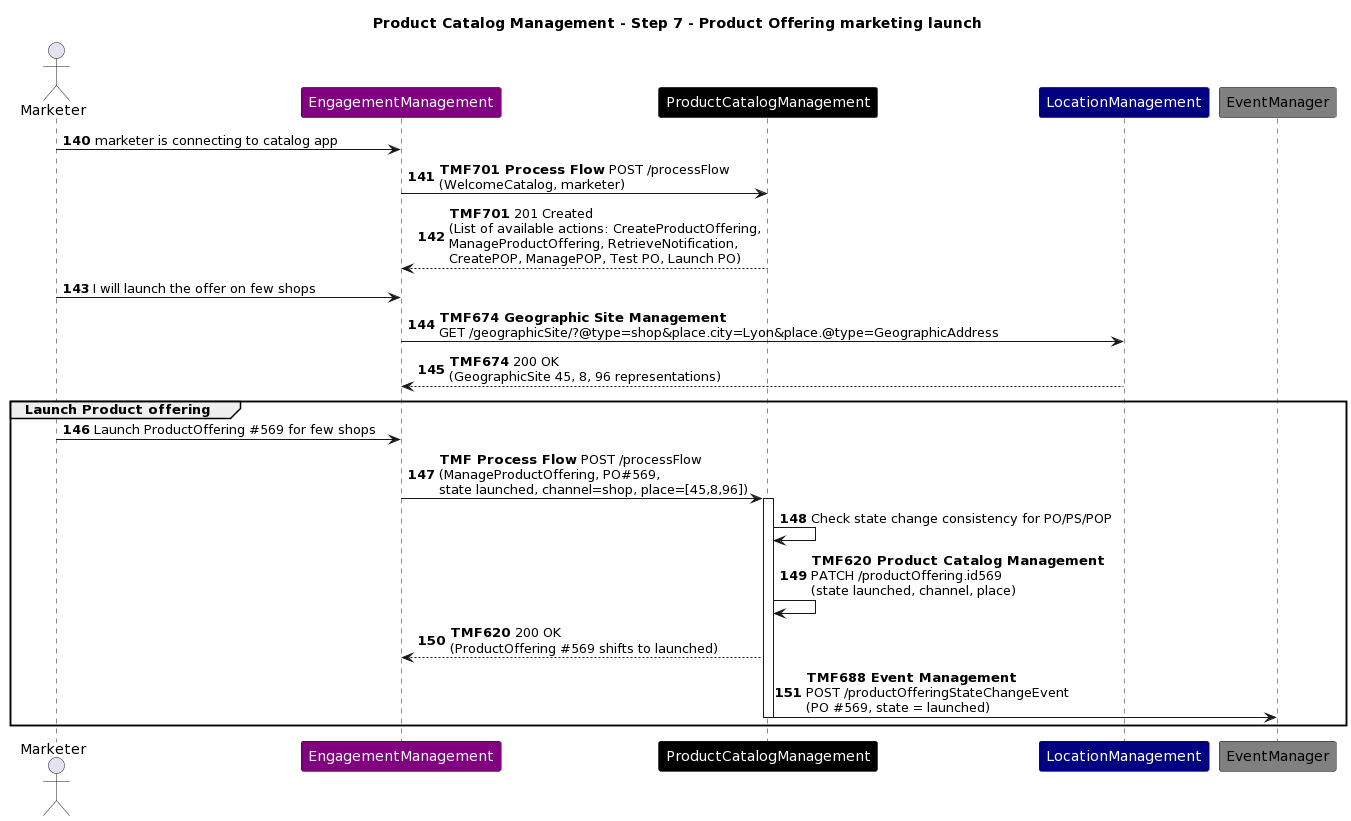 Product Catalog Management - Step 7 - Product Offering marketing launch
Marketer
EngagementManagement
ProductCatalogManagement
LocationManagement
EventManager
140 marketer is connecting to catalog app
141 TMF701 Process Flow POST /processFlow
(WelcomeCatalog, marketer)
142 TMF701 201 Created
(List of available actions: CreateProductOffering,
ManageProductOffering, RetrieveNotification,
CreatePOP, ManagePOP, Test PO, Launch PO)
143 I will launch the offer on few shops
144 TMF674 Geographic Site Management
GET /geographicSite/?@type=shop&place.city=Lyon&place.@type=GeographicAddress
145 TMF674 200 OK
(GeographicSite 45, 8, 96 representations)
Launch Product offering
146 Launch ProductOffering #569 for few shops
147 TMF Process Flow POST /processFlow
(ManageProductOffering, PO#569,
state launched, channel=shop, place=[45,8,96])
148 Check state change consistency for PO/PS/POP
149 TMF620 Product Catalog Management
PATCH /productOffering.id569
(state launched, channel, place)
150 TMF620 200 OK
(ProductOffering #569 shifts to launched)
151 TMF688 Event Management
POST /productOfferingStateChangeEvent
(PO #569, state = launched)
Marketer
EngagementManagement
ProductCatalogManagement
LocationManagement
EventManager